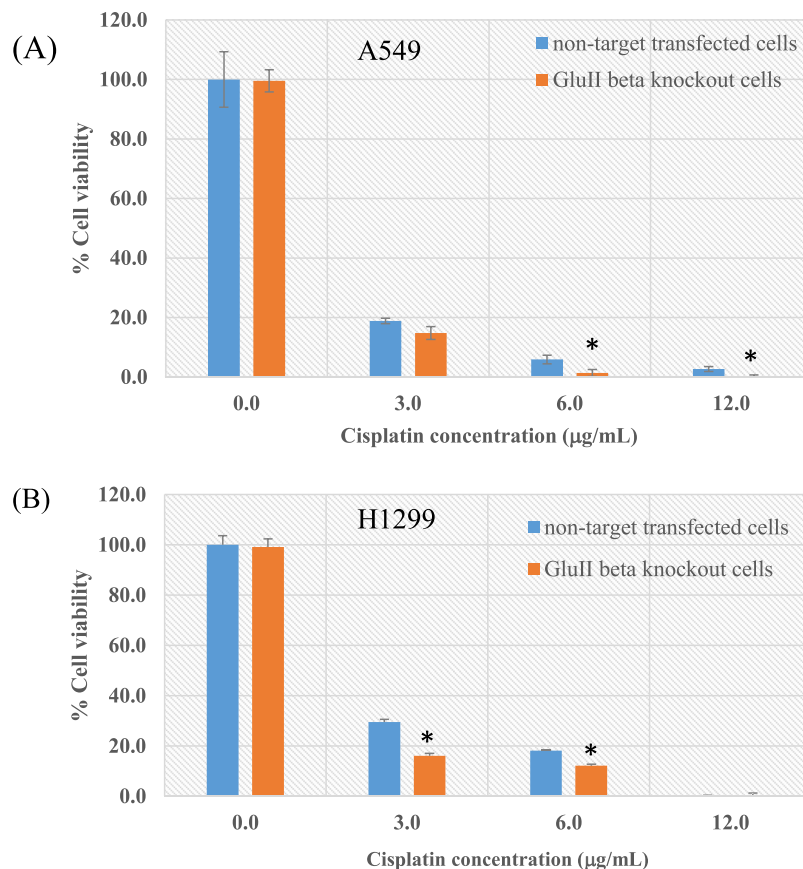 (A)
A549
non-target transfected cells
GluII beta knockout cells
% Cell viability
120.0
100.0
80.0
60.0
40.0
20.0
0.0
*
*
0.0 3.0 6.0 12.0
Cisplatin concentration (µg/mL)
(B)
H1299
non-target transfected cells
GluII beta knockout cells
% Cell viability
120.0
100.0
80.0
60.0
40.0
20.0
0.0
*
*
0.0 3.0 6.0 12.0
Cisplatin concentration (µg/mL)